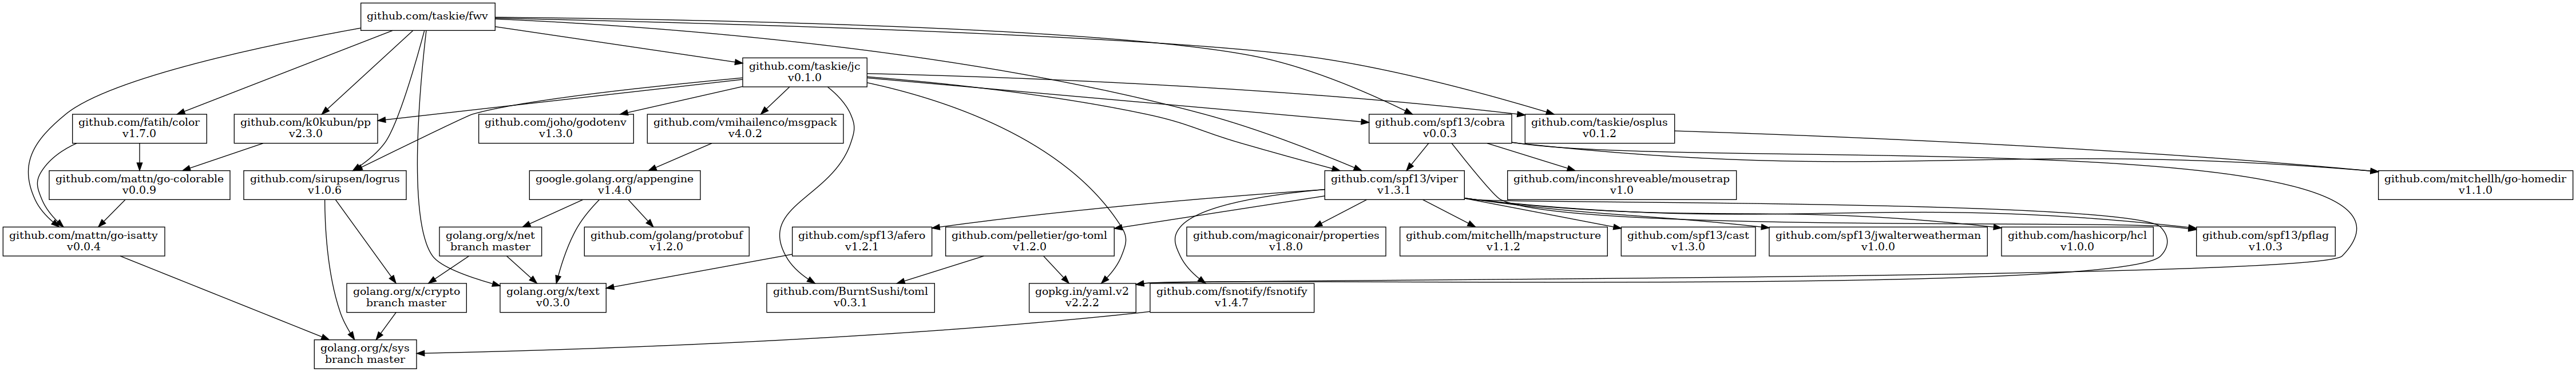 github.com/taskie/fwv
github.com/taskie/jc
v0.1.0
github.com/fatih/color
v1.7.0
github.com/k0kubun/pp
v2.3.0
github.com/joho/godotenv
v1.3.0
github.com/vmihailenco/msgpack
v4.0.2
github.com/spf13/cobra
v0.0.3
github.com/taskie/osplus
v0.1.2
github.com/mattn/go-colorable
v0.0.9
github.com/sirupsen/logrus
v1.0.6
google.golang.org/appengine
v1.4.0
github.com/spf13/viper
v1.3.1
github.com/inconshreveable/mousetrap
v1.0
github.com/mitchellh/go-homedir
v1.1.0
github.com/mattn/go-isatty
v0.0.4
golang.org/x/net
branch master
github.com/golang/protobuf
v1.2.0
github.com/spf13/afero
v1.2.1
github.com/pelletier/go-toml
v1.2.0
github.com/magiconair/properties
v1.8.0
github.com/mitchellh/mapstructure
v1.1.2
github.com/spf13/cast
v1.3.0
github.com/spf13/jwalterweatherman
v1.0.0
github.com/hashicorp/hcl
v1.0.0
github.com/spf13/pflag
v1.0.3
golang.org/x/crypto
branch master
golang.org/x/text
v0.3.0
github.com/BurntSushi/toml
v0.3.1
gopkg.in/yaml.v2
v2.2.2
github.com/fsnotify/fsnotify
v1.4.7
golang.org/x/sys
branch master